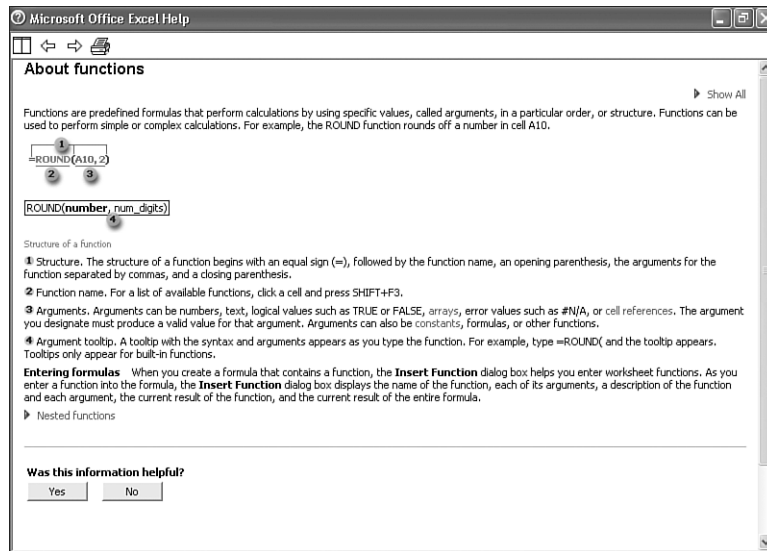 Microsoft Office Excel Help
About functions
Show All
Functions are predefined formulas that perform calculations by using specific values, called arguments, in a particular order, or structure. Functions can be
used to perform simple or complex calculations. For example, the ROUND function rounds off a number in cell A10.
1
=ROUND(A10, 2)
2 3
ROUND(number, num_digits)
4
Structure of a function
1 Structure. The structure of a function begins with an equal sign (=), followed by the function name, an opening parenthesis, the arguments for the
function separated by commas, and a closing parenthesis.
2 Function name. For a list of available functions, click a cell and press SHIFT+F3.
3 Arguments. Arguments can be numbers, text, logical values such as TRUE or FALSE, arrays, error values such as #N/A, or cell references. The argument
you designate must produce a valid value for that argument. Arguments can also be constants, formulas, or other functions.
4 Argument tooltip. A tooltip with the syntax and arguments appears as you type the function. For example, type =ROUND( and the tooltip appears.
Tooltips only appear for built-in functions.
Entering formulas When you create a formula that contains a function, the Insert Function dialog box helps you enter worksheet functions. As you
enter a function into the formula, the Insert Function dialog box displays the name of the function, each of its arguments, a description of the function
and each argument, the current result of the function, and the current result of the entire formula.
Nested functions
Was this information helpful?
Yes No